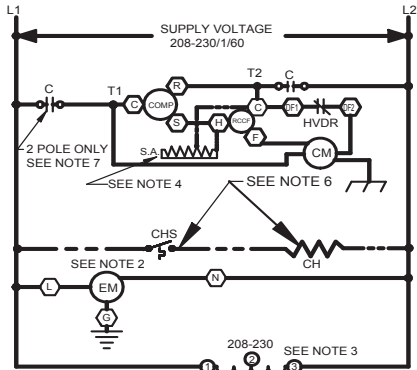 L1
L2
SUPPLY VOLTAGE
208-230/1/60
C
T1
R
T2
C
C
COMP
C
DF1
DF2
S
H
RCCF
HVDR
F
2 POLE ONLY
SEE NOTE 7
S.A.
CM
SEE NOTE 4
SEE NOTE 6
CHS
CH
SEE NOTE 2
L
EM
N
G
208-230
SEE NOTE 3
1
2
3